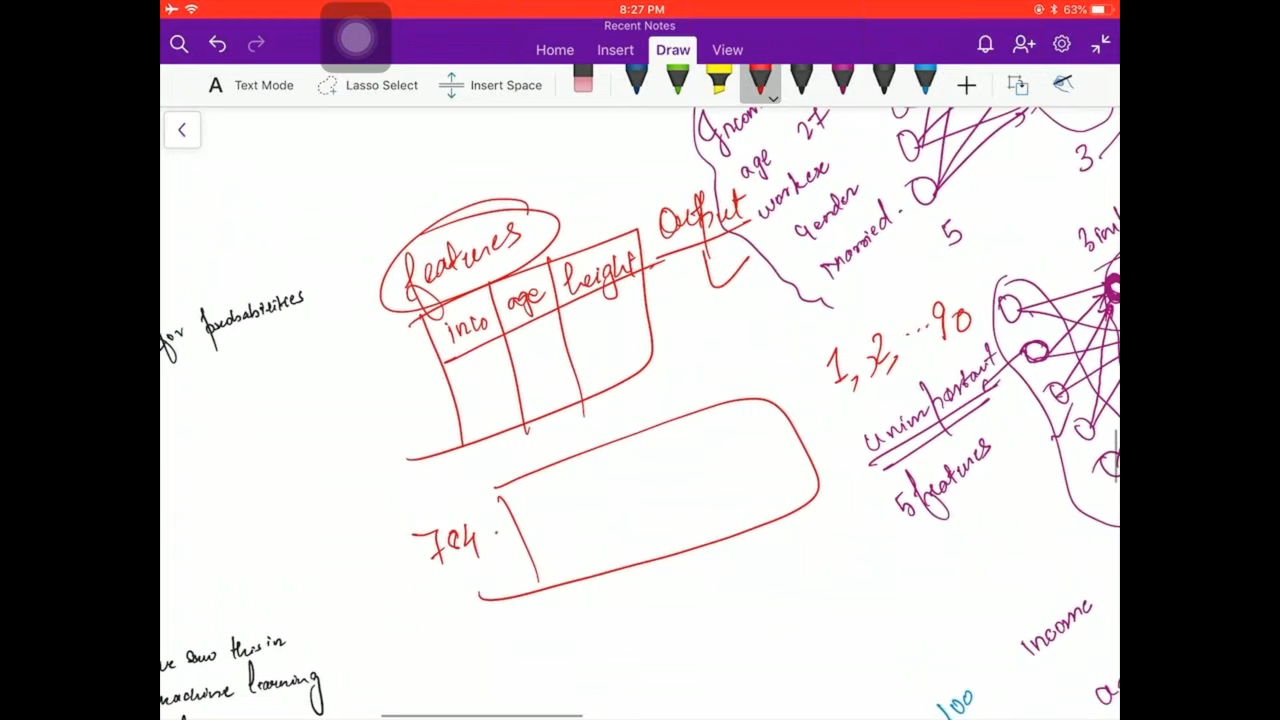 8:27 PM
63%
Recent Notes
Home Insert Draw View
A Text Mode Lasso Select Insert Space
Income
age 27
workex
gender
married.
3
5
Output
features
inco age height
for probabilities
1, 2, ... 90
unimportant
5 features
784
Income
we saw this in
machine learning
100